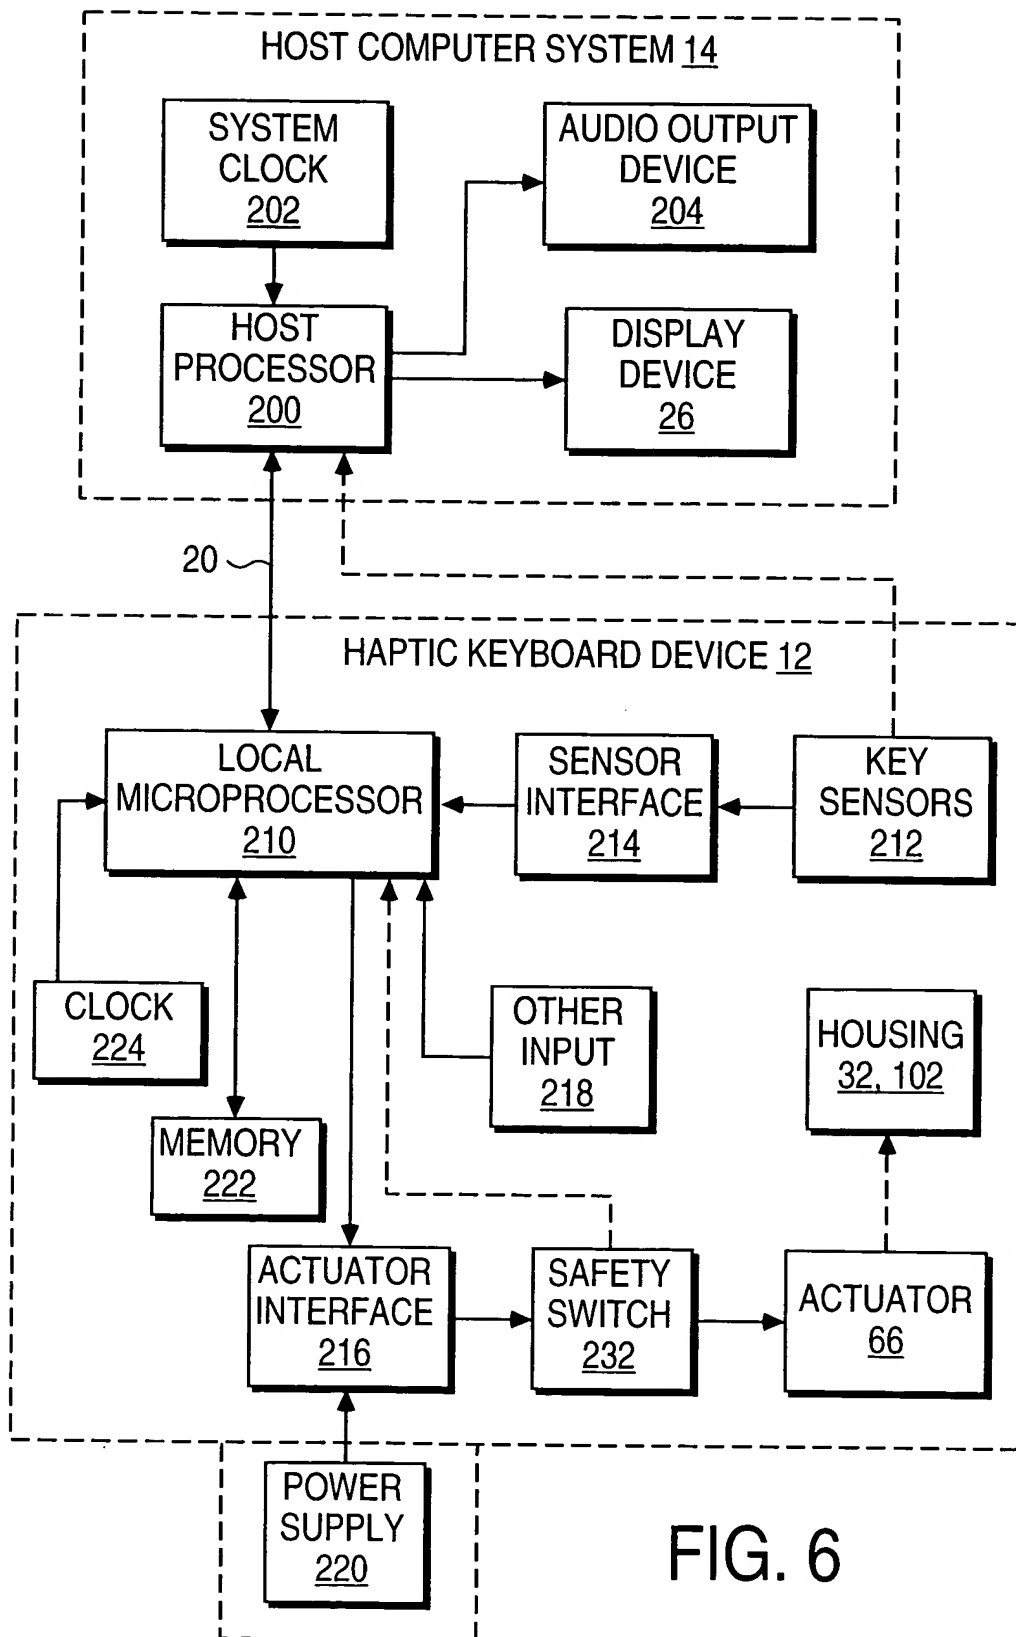 HOST COMPUTER SYSTEM 14
SYSTEM
CLOCK
202
AUDIO OUTPUT
DEVICE
204
HOST
PROCESSOR
200
DISPLAY
DEVICE
26
20
HAPTIC KEYBOARD DEVICE 12
LOCAL
MICROPROCESSOR
210
SENSOR
INTERFACE
214
KEY
SENSORS
212
CLOCK
224
OTHER
INPUT
218
HOUSING
32, 102
MEMORY
222
ACTUATOR
INTERFACE
216
SAFETY
SWITCH
232
ACTUATOR
66
POWER
SUPPLY
220
FIG. 6